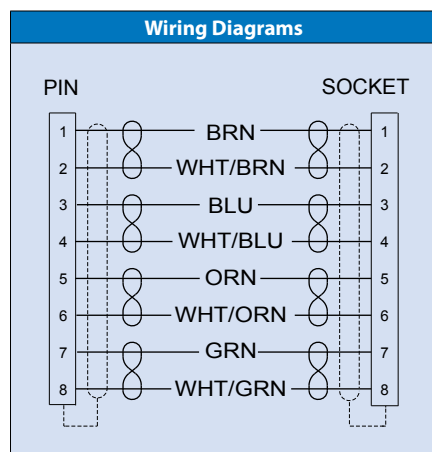 Wiring Diagrams
PIN SOCKET
1 BRN 1
2 WHT/BRN 2
3 BLU 3
4 WHT/BLU 4
5 ORN 5
6 WHT/ORN 6
7 GRN 7
8 WHT/GRN 8